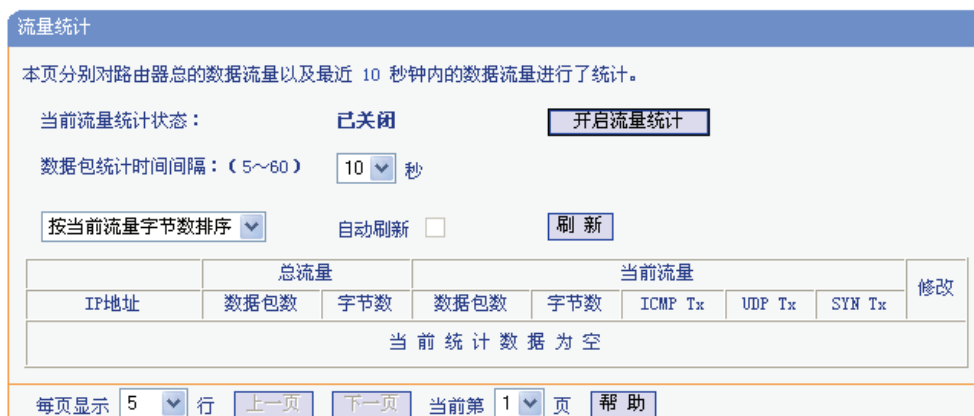 流量统计
本页分别对路由器总的数据流量以及最近 10 秒钟内的数据流量进行了统计。
当前流量统计状态： 已关闭 开启流量统计
数据包统计时间间隔：（5～60） 10 秒
按当前流量字节数排序 自动刷新 刷 新
总流量 当前流量 修改
IP地址 数据包数 字节数 数据包数 字节数 ICMP Tx UDP Tx SYN Tx
当 前 统 计 数 据 为 空
每页显示 5 行 上一页 下一页 当前第 1 页 帮 助